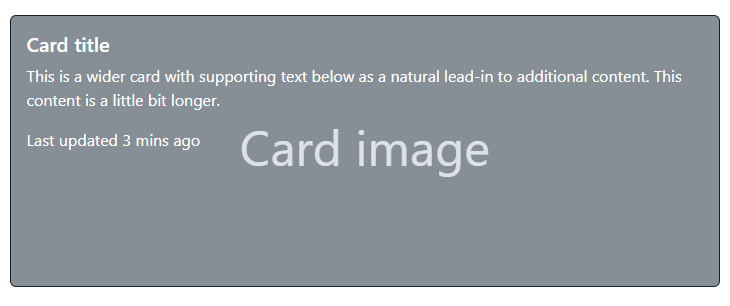 Card title
This is a wider card with supporting text below as a natural lead-in to additional content. This
content is a little bit longer.
Last updated 3 mins ago
Card image